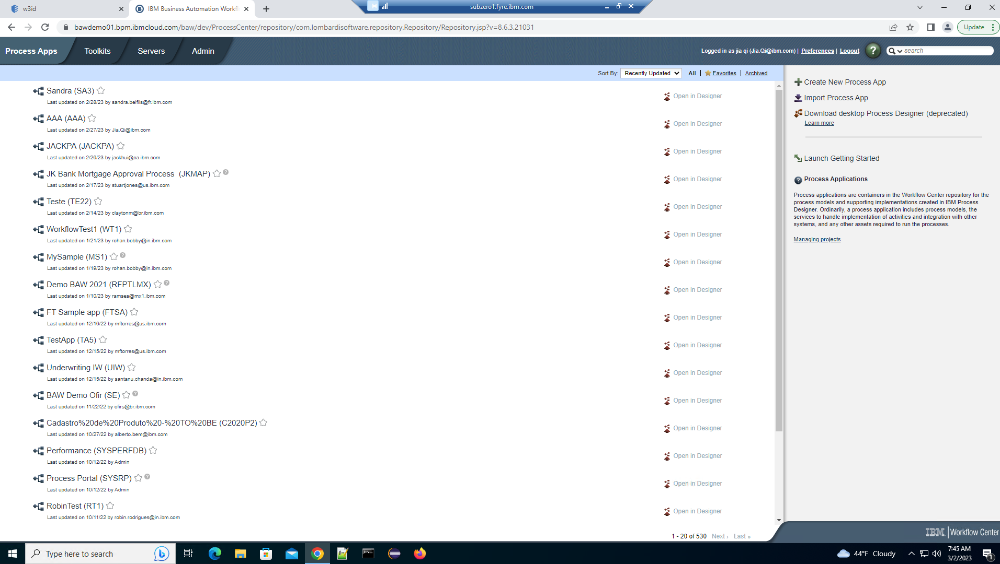 w3id
IBM Business Automation Workfl
subzero1.fyre.ibm.com
bawdemo01.bpm.ibmcloud.com/baw/dev/ProcessCenter/repository/com.lombardisoftware.repository.Repository/Repository.jsp?v=8.6.3.21031
Update
Process Apps
Toolkits
Servers
Admin
Logged in as jia qi (Jia.Qi@ibm.com) | Preferences | Logout
?
search
Sort By: Recently Updated All | Favorites | Archived
Sandra (SA3)
Last updated on 2/28/23 by sandra.belfils@fr.ibm.com
Open in Designer
AAA (AAA)
Last updated on 2/27/23 by Jia.Qi@ibm.com
Open in Designer
JACKPA (JACKPA)
Last updated on 2/26/23 by jackhui@ca.ibm.com
Open in Designer
JK Bank Mortgage Approval Process (JKMAP) ?
Last updated on 2/17/23 by stuartjones@us.ibm.com
Open in Designer
Teste (TE22)
Last updated on 2/14/23 by claytonm@br.ibm.com
Open in Designer
WorkflowTest1 (WT1)
Last updated on 1/21/23 by rohan.bobby@in.ibm.com
Open in Designer
MySample (MS1) ?
Last updated on 1/19/23 by rohan.bobby@in.ibm.com
Open in Designer
Demo BAW 2021 (RFPTLMX) ?
Last updated on 1/10/23 by ramses@mx1.ibm.com
Open in Designer
FT Sample app (FTSA)
Last updated on 12/16/22 by mftorres@us.ibm.com
Open in Designer
TestApp (TA5)
Last updated on 12/15/22 by mftorres@us.ibm.com
Open in Designer
Underwriting IW (UIW)
Last updated on 12/15/22 by santanu.chanda@in.ibm.com
Open in Designer
BAW Demo Ofir (SE) ?
Last updated on 11/22/22 by ofirs@br.ibm.com
Open in Designer
Cadastro%20de%20Produto%20-%20TO%20BE (C2020P2)
Last updated on 10/27/22 by alberto.bem@ibm.com
Open in Designer
Performance (SYSPERFDB)
Last updated on 10/12/22 by Admin
Open in Designer
Process Portal (SYSRP) ?
Last updated on 10/12/22 by Admin
Open in Designer
RobinTest (RT1)
Last updated on 10/11/22 by robin.rodrigues@in.ibm.com
Open in Designer
1 - 20 of 530 Next › Last »
Create New Process App
Import Process App
Download desktop Process Designer (deprecated)
Learn more
Launch Getting Started
? Process Applications
Process applications are containers in the Workflow Center repository for the
process models and supporting implementations created in IBM Process
Designer. Ordinarily, a process application includes process models, the
services to handle implementation of activities and integration with other
systems, and any other assets required to run the processes.
Managing projects
IBM Workflow Center
Type here to search
44°F Cloudy
7:45 AM
3/2/2023
1